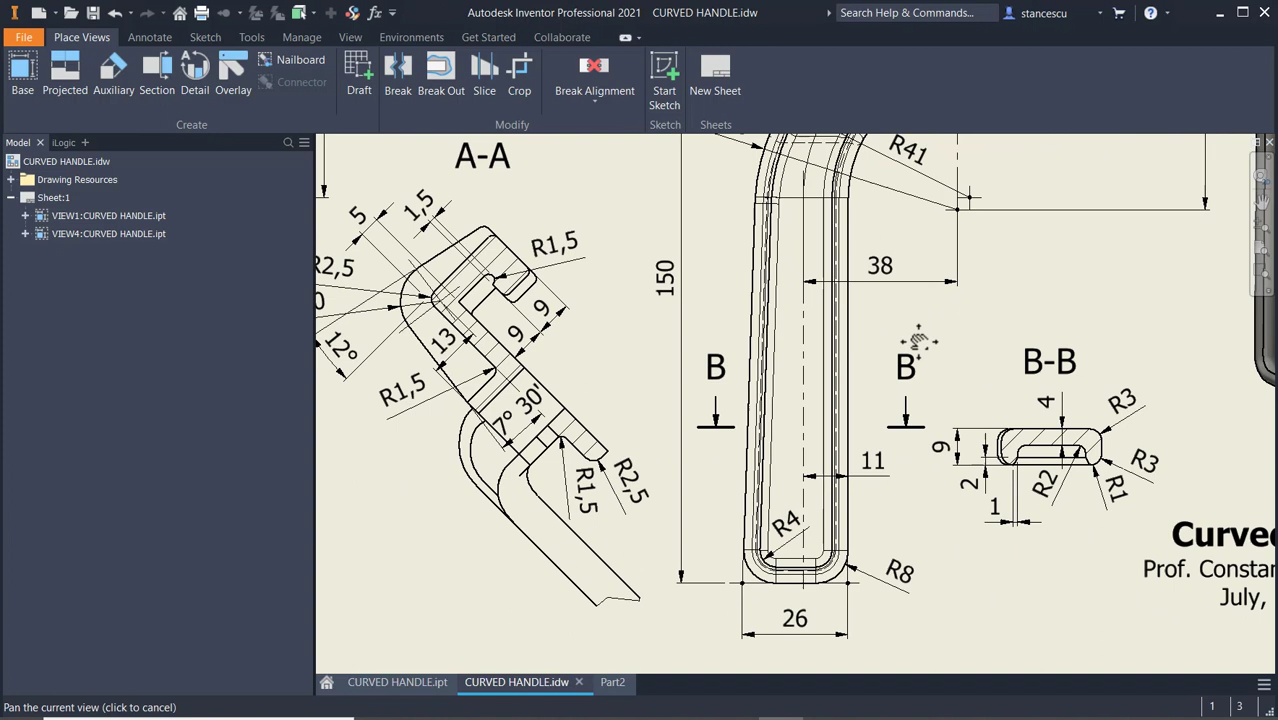 Autodesk Inventor Professional 2021 CURVED HANDLE.idw
Search Help & Commands...
stancescu
File Place Views Annotate Sketch Tools Manage View Environments Get Started Collaborate
Base Projected Auxiliary Section Detail Overlay
Nailboard
Connector
Draft
Break Break Out Slice Crop
Break Alignment
Start
Sketch
New Sheet
Create
Modify
Sketch
Sheets
Model
iLogic
CURVED HANDLE.idw
Drawing Resources
Sheet:1
VIEW1:CURVED HANDLE.ipt
VIEW4:CURVED HANDLE.ipt
A-A
5
1,5
R1,5
R2,5
0
12°
13
9
9
R1,5
7° 30'
R1,5
R2,5
R41
38
150
B
B
11
R4
R8
26
B-B
4
R3
9
2
1
R2
R3
R1
Curved
Prof. Constan
July,
CURVED HANDLE.ipt
CURVED HANDLE.idw
Part2
Pan the current view (click to cancel)
1
3